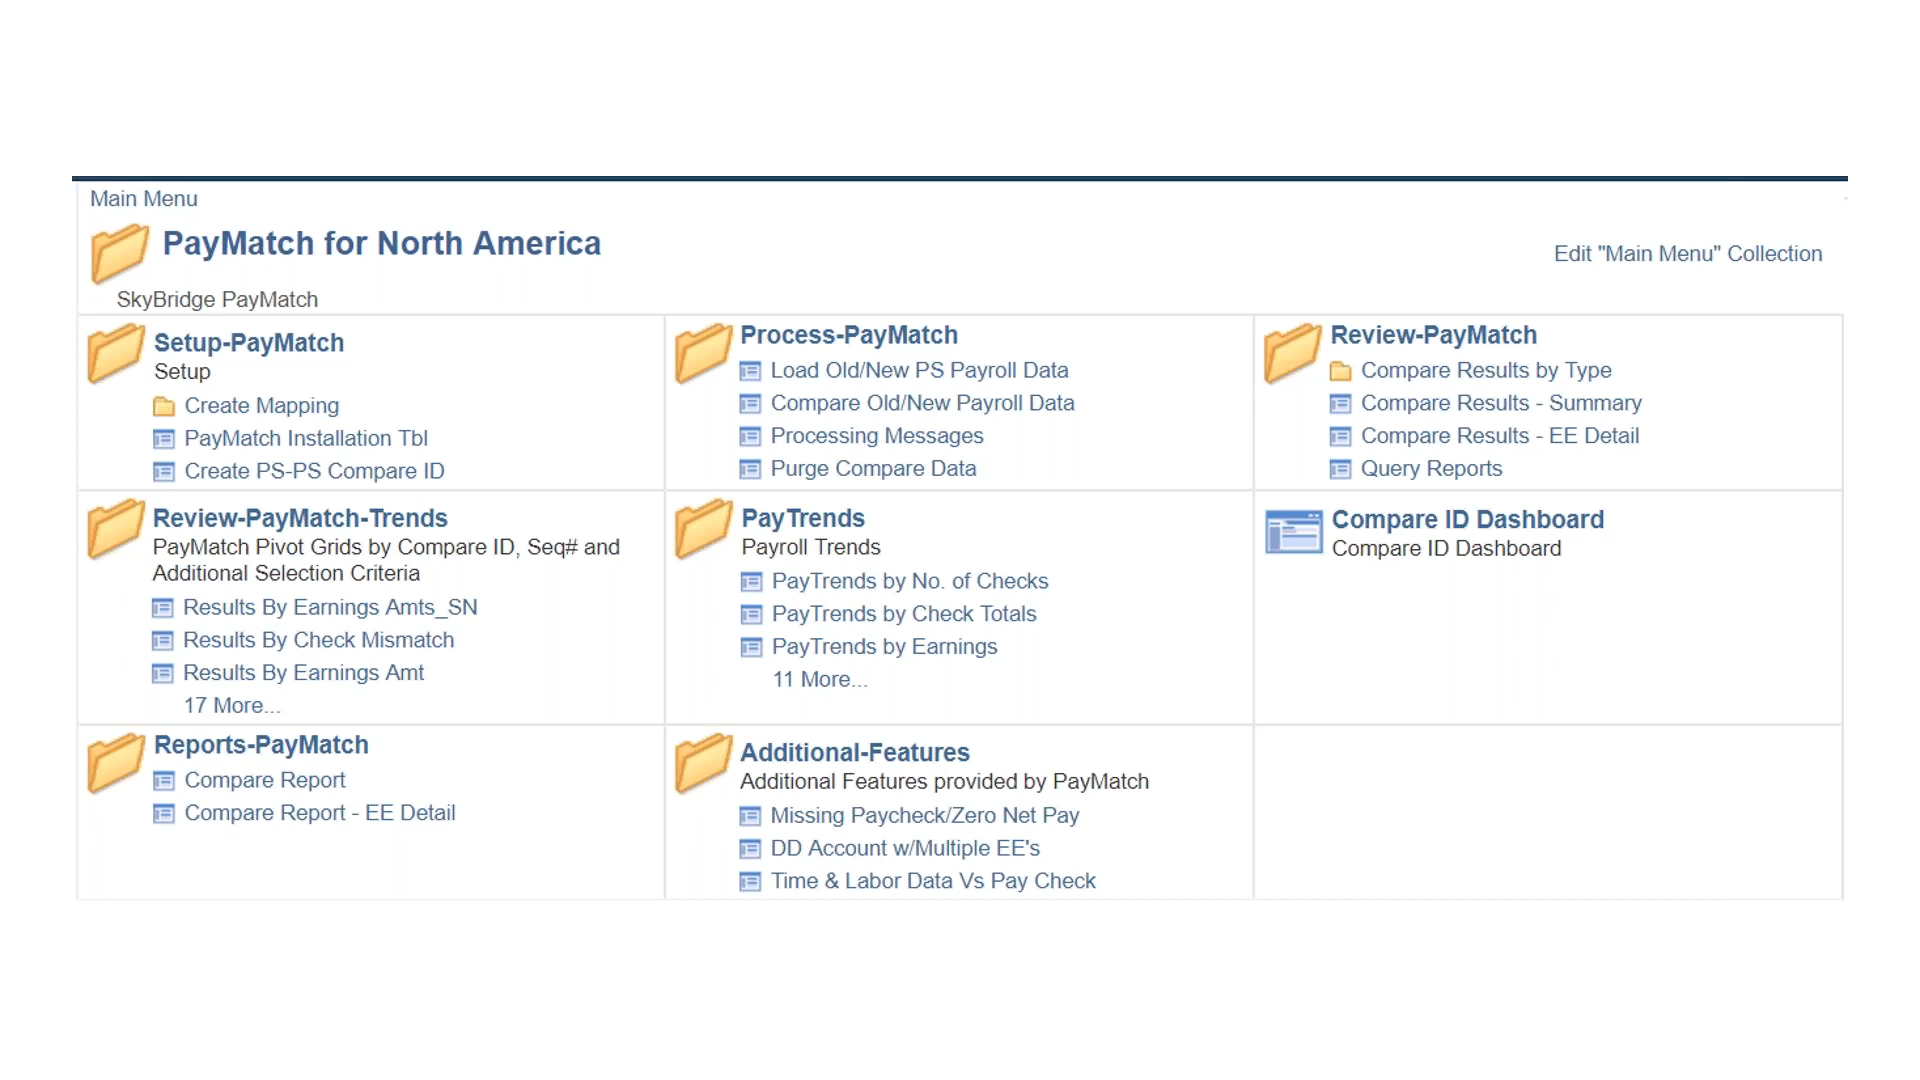 Main Menu
PayMatch for North America
Edit "Main Menu" Collection
SkyBridge PayMatch
Setup-PayMatch
Setup
Create Mapping
PayMatch Installation Tbl
Create PS-PS Compare ID
Process-PayMatch
Load Old/New PS Payroll Data
Compare Old/New Payroll Data
Processing Messages
Purge Compare Data
Review-PayMatch
Compare Results by Type
Compare Results - Summary
Compare Results - EE Detail
Query Reports
Review-PayMatch-Trends
PayMatch Pivot Grids by Compare ID, Seq# and
Additional Selection Criteria
Results By Earnings Amts_SN
Results By Check Mismatch
Results By Earnings Amt
17 More...
PayTrends
Payroll Trends
PayTrends by No. of Checks
PayTrends by Check Totals
PayTrends by Earnings
11 More...
Compare ID Dashboard
Compare ID Dashboard
Reports-PayMatch
Compare Report
Compare Report - EE Detail
Additional-Features
Additional Features provided by PayMatch
Missing Paycheck/Zero Net Pay
DD Account w/Multiple EE's
Time & Labor Data Vs Pay Check